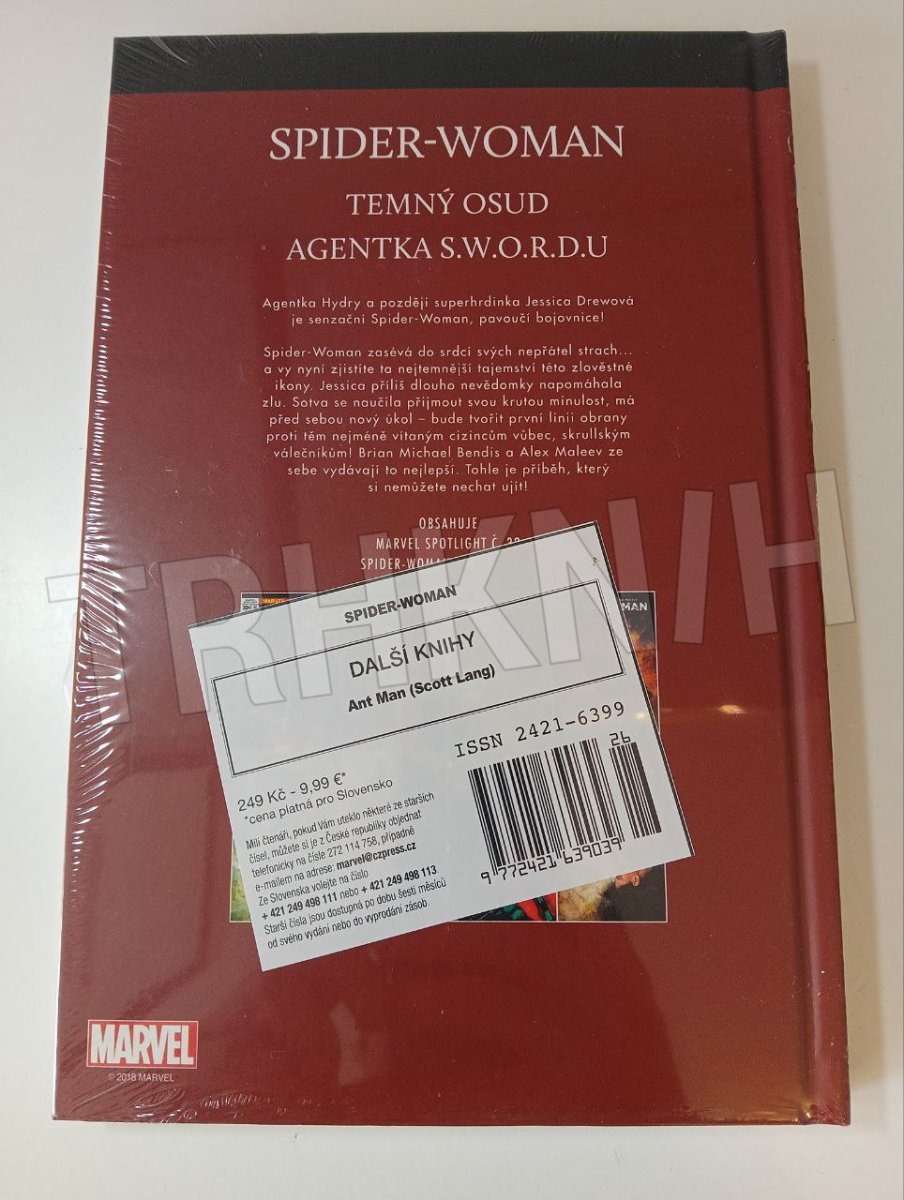 SPIDER-WOMAN
TEMNÝ OSUD
AGENTKA S.W.O.R.D.U
Agentka Hydry a později superhrdinka Jessica Drewová
je senzační Spider-Woman, pavoučí bojovnice!
Spider-Woman zasévá do srdcí svých nepřátel strach...
a vy nyní zjistíte ta nejtemnější tajemství této zlověstné
ikony. Jessica příliš dlouho nevědomky napomáhala
zlu. Sotva se naučila přijmout svou krutou minulost, má
před sebou nový úkol – bude tvořit první linii obrany
proti těm nejméně vítaným cizincům vůbec, skrullským
válečníkům! Brian Michael Bendis a Alex Maleev ze
sebe vydávají to nejlepší. Tohle je příběh, který
si nemůžete nechat ujít!
OBSAHUJE
MARVEL SPOTLIGHT Č.
SPIDER-WOMAN
TRHKNIH
MARVEL
SPIDER-WOMAN
DALŠÍ KNIHY
Ant Man (Scott Lang)
ISSN 2421-6399
26
9 772421 639039
249 Kč - 9,99 €*
*cena platná pro Slovensko
Milí čtenáři, pokud Vám uteklo některé ze starších
čísel, můžete si je z České republiky objednat
telefonicky na čísle 272 114 758, případně
e-mailem na adrese: marvel@czpress.cz
Ze Slovenska volejte na číslo
+ 421 249 498 111 nebo + 421 249 498 113.
Starší čísla jsou dostupná po dobu šesti měsíců
od svého vydání nebo do vyprodání zásob.
MARVEL
© 2018 MARVEL